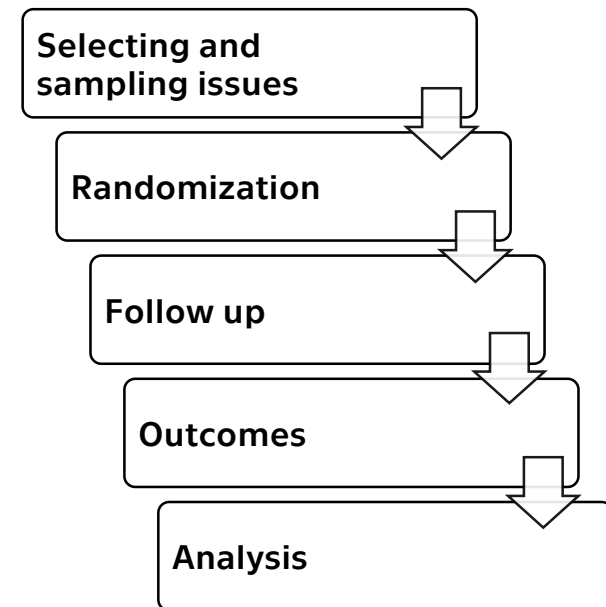 Selecting and
sampling issues
Randomization
Follow up
Outcomes
Analysis